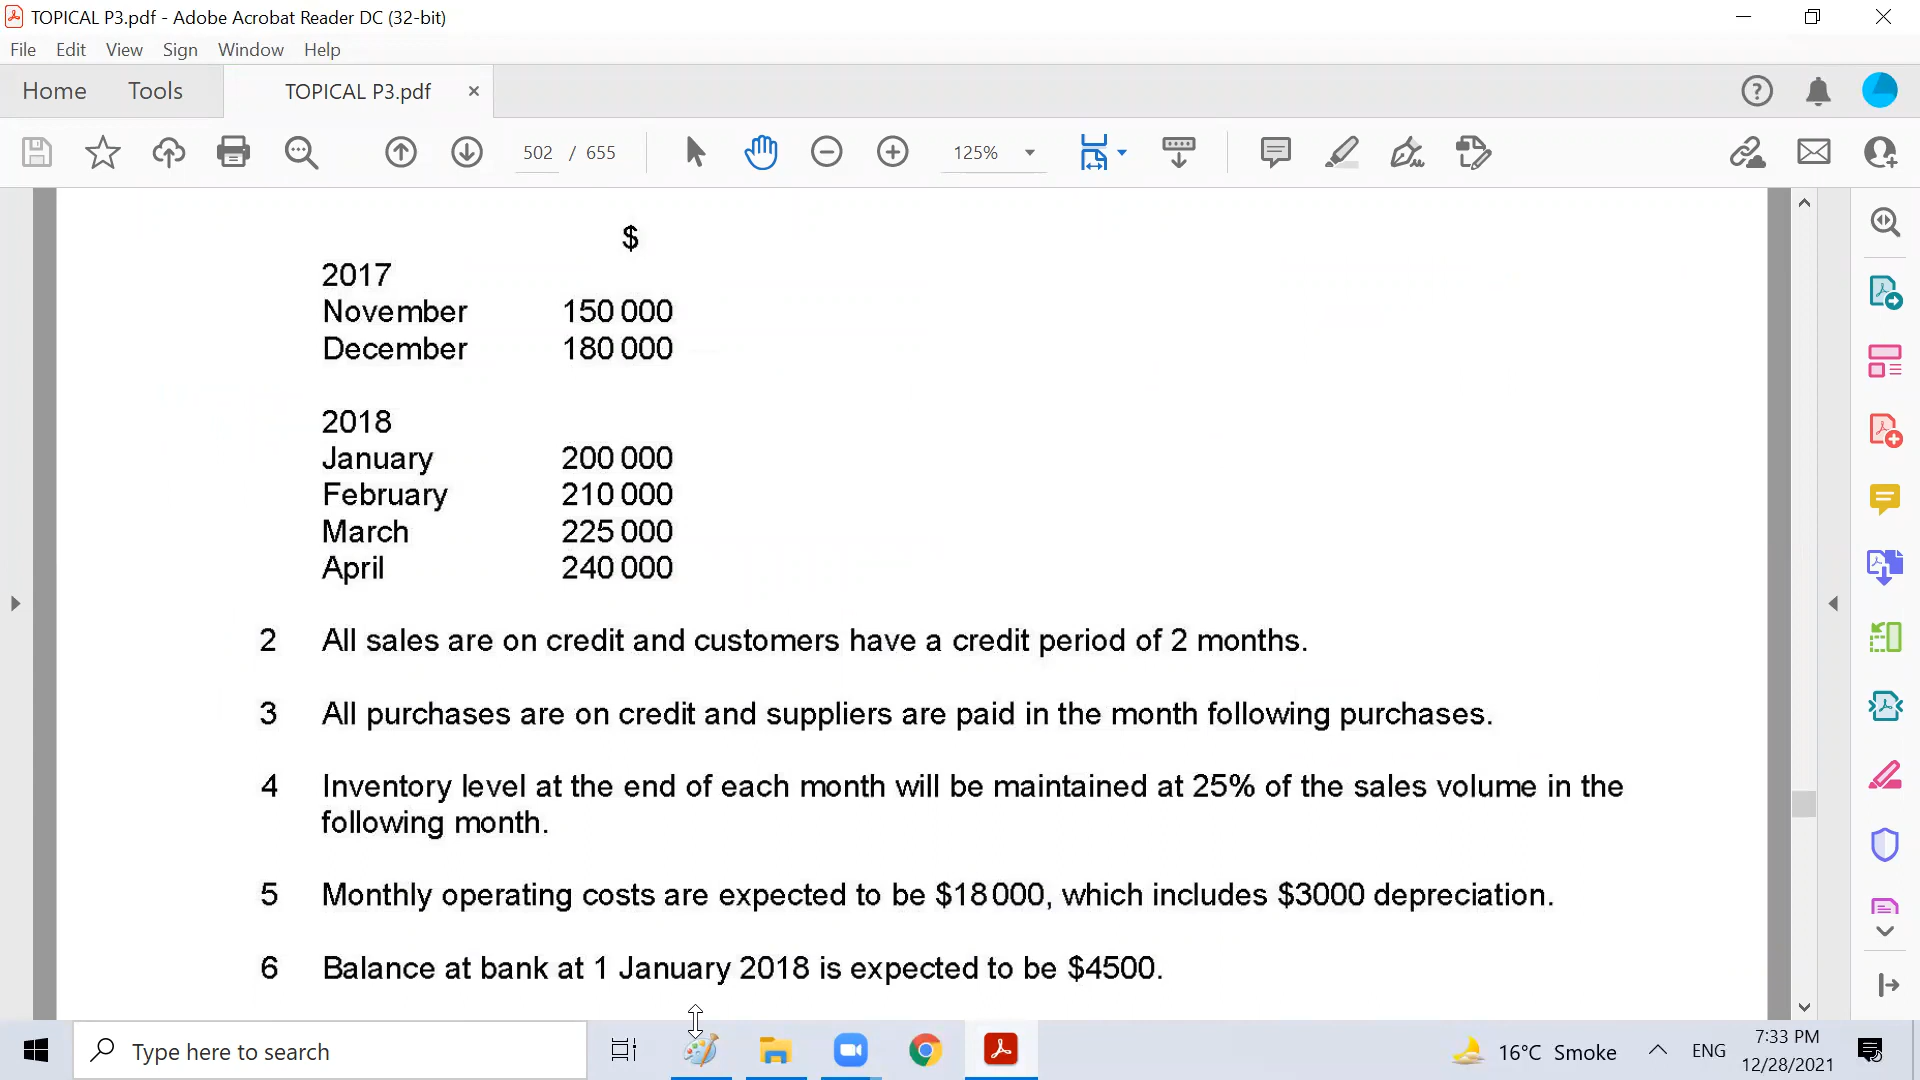 TOPICAL P3.pdf - Adobe Acrobat Reader DC (32-bit)
File Edit View Sign Window Help
Home Tools TOPICAL P3.pdf ×
502 / 655 125%
$
2017
November 150 000
December 180 000
2018
January 200 000
February 210 000
March 225 000
April 240 000
2 All sales are on credit and customers have a credit period of 2 months.
3 All purchases are on credit and suppliers are paid in the month following purchases.
4 Inventory level at the end of each month will be maintained at 25% of the sales volume in the
following month.
5 Monthly operating costs are expected to be $18 000, which includes $3000 depreciation.
6 Balance at bank at 1 January 2018 is expected to be $4500.
Type here to search
16°C Smoke
ENG
7:33 PM
12/28/2021